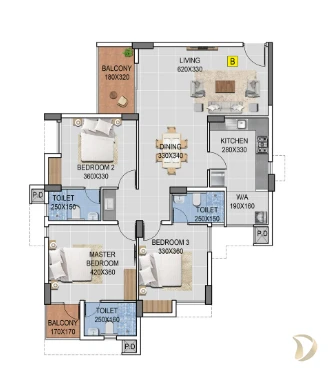 LIVING
620X330
B
BALCONY
180X320
DINING
330X340
KITCHEN
280X330
BEDROOM 2
360X330
P.D
TOILET
250X150
W/A
190X180
TOILET
250X150
P.D
MASTER
BEDROOM
420X360
BEDROOM 3
330X360
BALCONY
170X170
TOILET
250X160
P.D